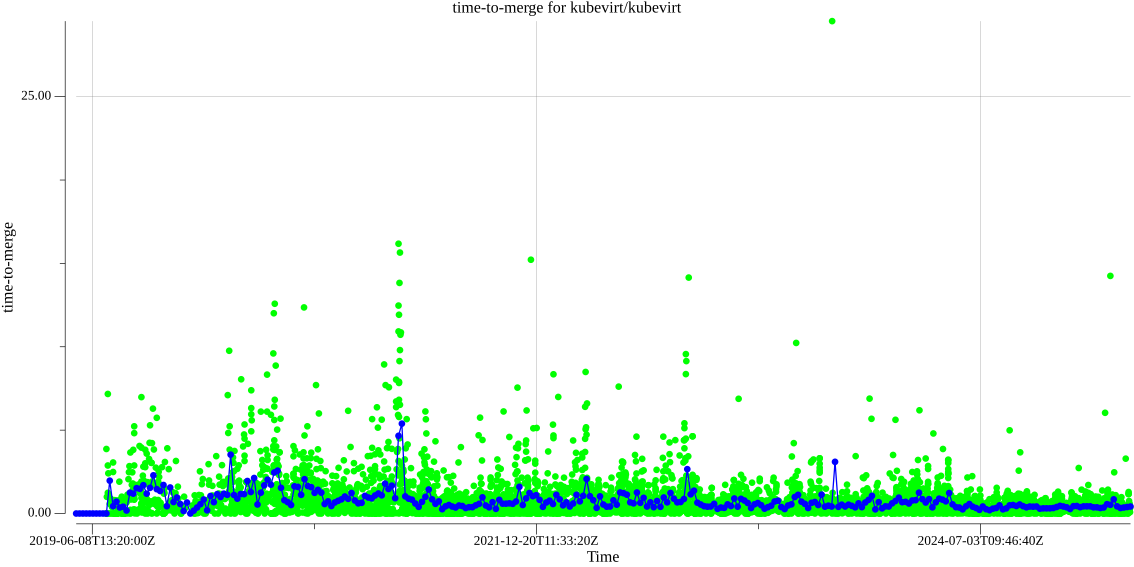 time-to-merge for kubevirt/kubevirt
25.00
time-to-merge
0.00
2019-06-08T13:20:00Z
2021-12-20T11:33:20Z
2024-07-03T09:46:40Z
Time